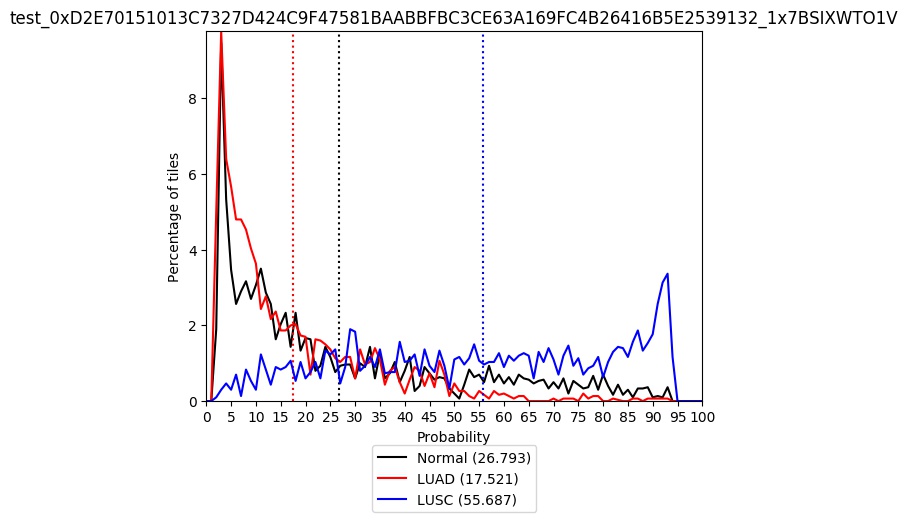 test_0xD2E70151013C7327D424C9F47581BAABBFBC3CE63A169FC4B26416B5E2539132_1x7BSIXWTO1V
Percentage of tiles
8
6
4
2
0
0 5 10 15 20 25 30 35 40 45 50 55 60 65 70 75 80 85 90 95 100
Probability
Normal (26.793)
LUAD (17.521)
LUSC (55.687)